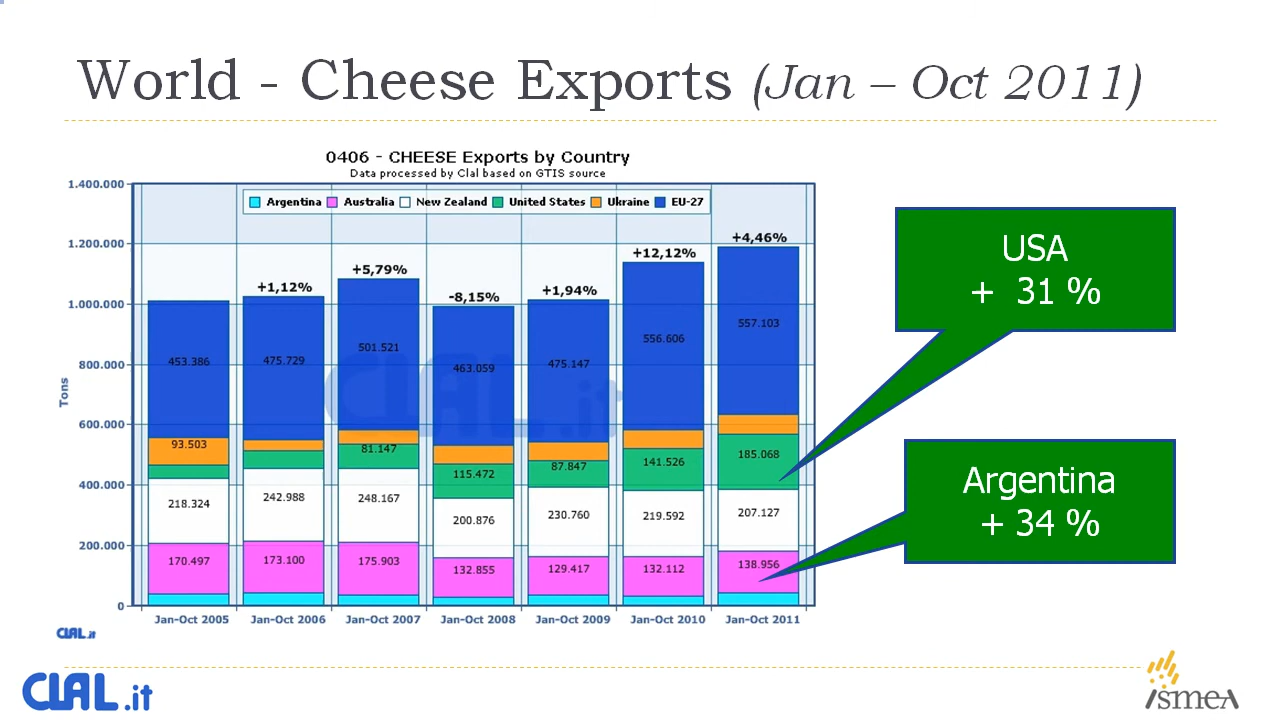 World - Cheese Exports (Jan – Oct 2011)
0406 - CHEESE Exports by Country
Data processed by Clal based on GTIS source
Argentina Australia New Zealand United States Ukraine EU-27
1.400.000
1.200.000
1.000.000
800.000
600.000
400.000
200.000
0
Tons
+1,12%
+5,79%
-8,15%
+1,94%
+12,12%
+4,46%
453.386 475.729 501.521 463.059 475.147 556.606 557.103
93.503
81.147 115.472 87.847 141.526 185.068
218.324 242.988 248.167 200.876 230.760 219.592 207.127
170.497 173.100 175.903 132.855 129.417 132.112 138.956
Jan-Oct 2005 Jan-Oct 2006 Jan-Oct 2007 Jan-Oct 2008 Jan-Oct 2009 Jan-Oct 2010 Jan-Oct 2011
CLAL.it
CLAL.it
USA
+ 31 %
Argentina
+ 34 %
CLAL.it
ismea